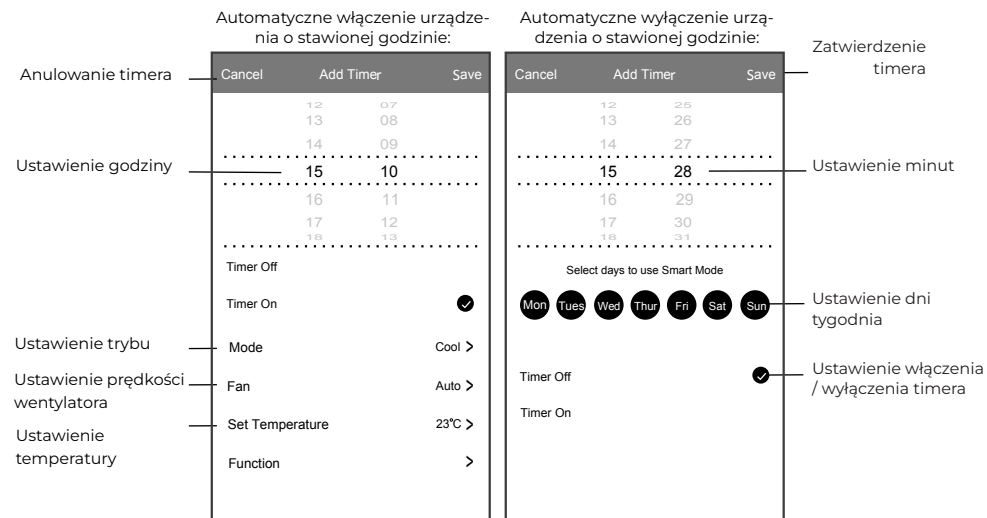 Automatyczne włączenie urządze-
nia o stawionej godzinie:
Automatyczne wyłączenie urzą-
dzenia o stawionej godzinie:
Anulowanie timera
Ustawienie godziny
Ustawienie trybu
Ustawienie prędkości
wentylatora
Ustawienie
temperatury
Cancel Add Timer Save
12 07
13 08
14 09
15 10
16 11
17 12
18 13
Timer Off
Timer On
Mode Cool >
Fan Auto >
Set Temperature 23°C >
Function >
Cancel Add Timer Save
12 25
13 26
14 27
15 28
16 29
17 30
18 31
Select days to use Smart Mode
Mon Tues Wed Thur Fri Sat Sun
Timer Off
Timer On
Zatwierdzenie
timera
Ustawienie minut
Ustawienie dni
tygodnia
Ustawienie włączenia
/ wyłączenia timera